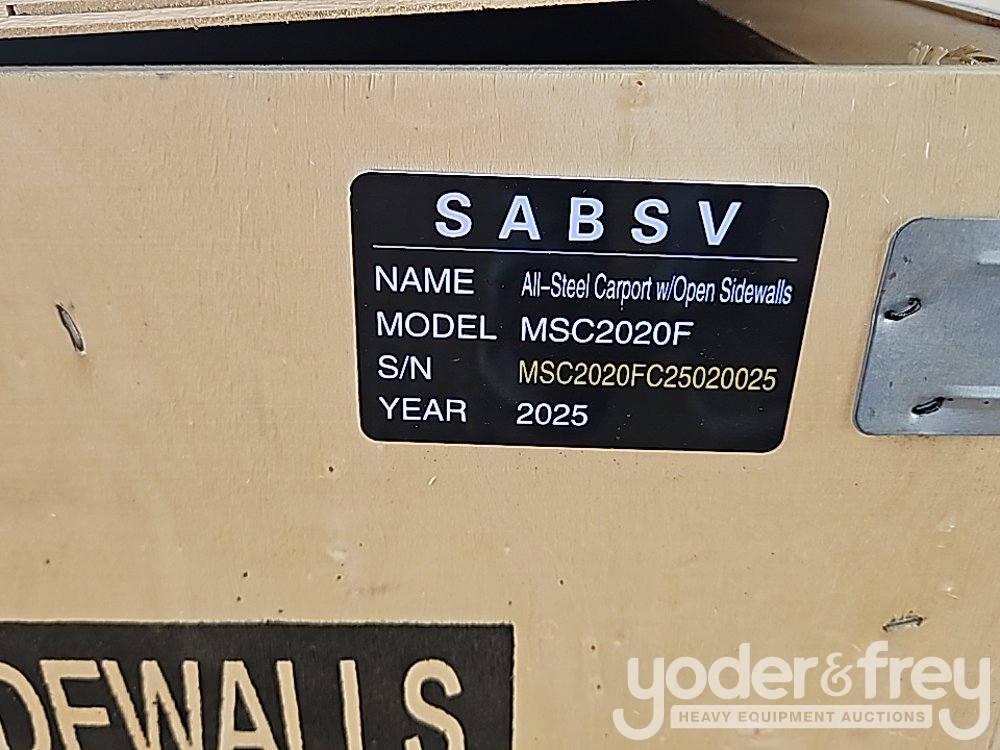 SABSV
NAME All-Steel Carport w/Open Sidewalls
MODEL MSC2020F
S/N MSC2020FC25020025
YEAR 2025
DEWALLS
yoder&frey
HEAVY EQUIPMENT AUCTIONS